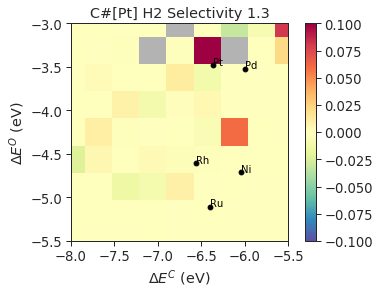 C#[Pt] H2 Selectivity 1.3
ΔE^O (eV)
−3.0
−3.5
−4.0
−4.5
−5.0
−5.5
Pt
Pd
Rh
Ni
Ru
−8.0 −7.5 −7.0 −6.5 −6.0 −5.5
ΔE^C (eV)
0.100
0.075
0.050
0.025
0.000
−0.025
−0.050
−0.075
−0.100